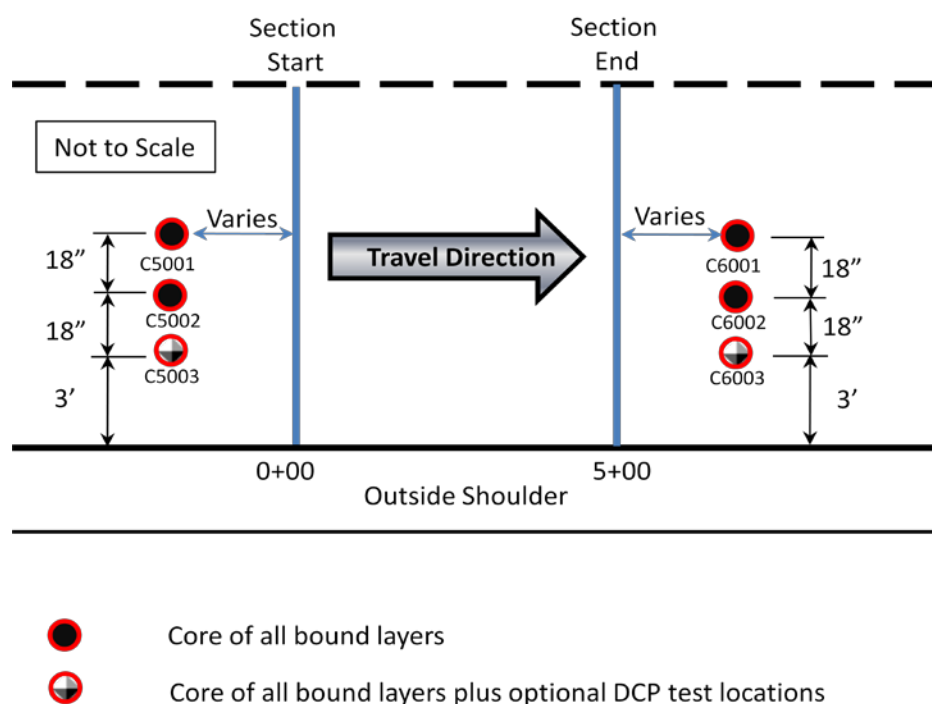 Section
Start
Section
End
Not to Scale
Varies
Varies
18”
C5001
Travel Direction
C6001
18”
18”
C5002
C6002
18”
C5003
C6003
3’
3’
0+00
5+00
Outside Shoulder
Core of all bound layers
Core of all bound layers plus optional DCP test locations